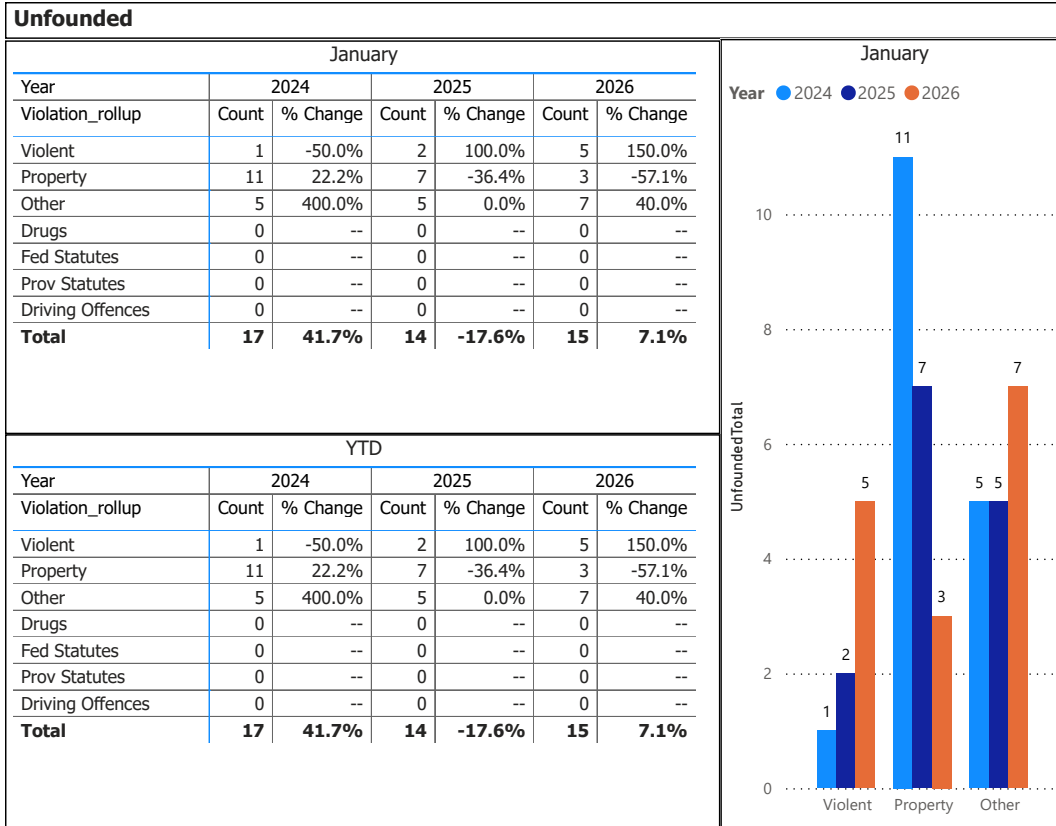 Unfounded
January
Year 2024 2025 2026
Violation_rollup Count % Change Count % Change Count % Change
Violent 1 -50.0% 2 100.0% 5 150.0%
Property 11 22.2% 7 -36.4% 3 -57.1%
Other 5 400.0% 5 0.0% 7 40.0%
Drugs 0 -- 0 -- 0 --
Fed Statutes 0 -- 0 -- 0 --
Prov Statutes 0 -- 0 -- 0 --
Driving Offences 0 -- 0 -- 0 --
Total 17 41.7% 14 -17.6% 15 7.1%
YTD
Year 2024 2025 2026
Violation_rollup Count % Change Count % Change Count % Change
Violent 1 -50.0% 2 100.0% 5 150.0%
Property 11 22.2% 7 -36.4% 3 -57.1%
Other 5 400.0% 5 0.0% 7 40.0%
Drugs 0 -- 0 -- 0 --
Fed Statutes 0 -- 0 -- 0 --
Prov Statutes 0 -- 0 -- 0 --
Driving Offences 0 -- 0 -- 0 --
Total 17 41.7% 14 -17.6% 15 7.1%
January
Year 2024 2025 2026
UnfoundedTotal
11
10
8
7 7
6
5 5 5
4
3
2
2
1
0
Violent Property Other